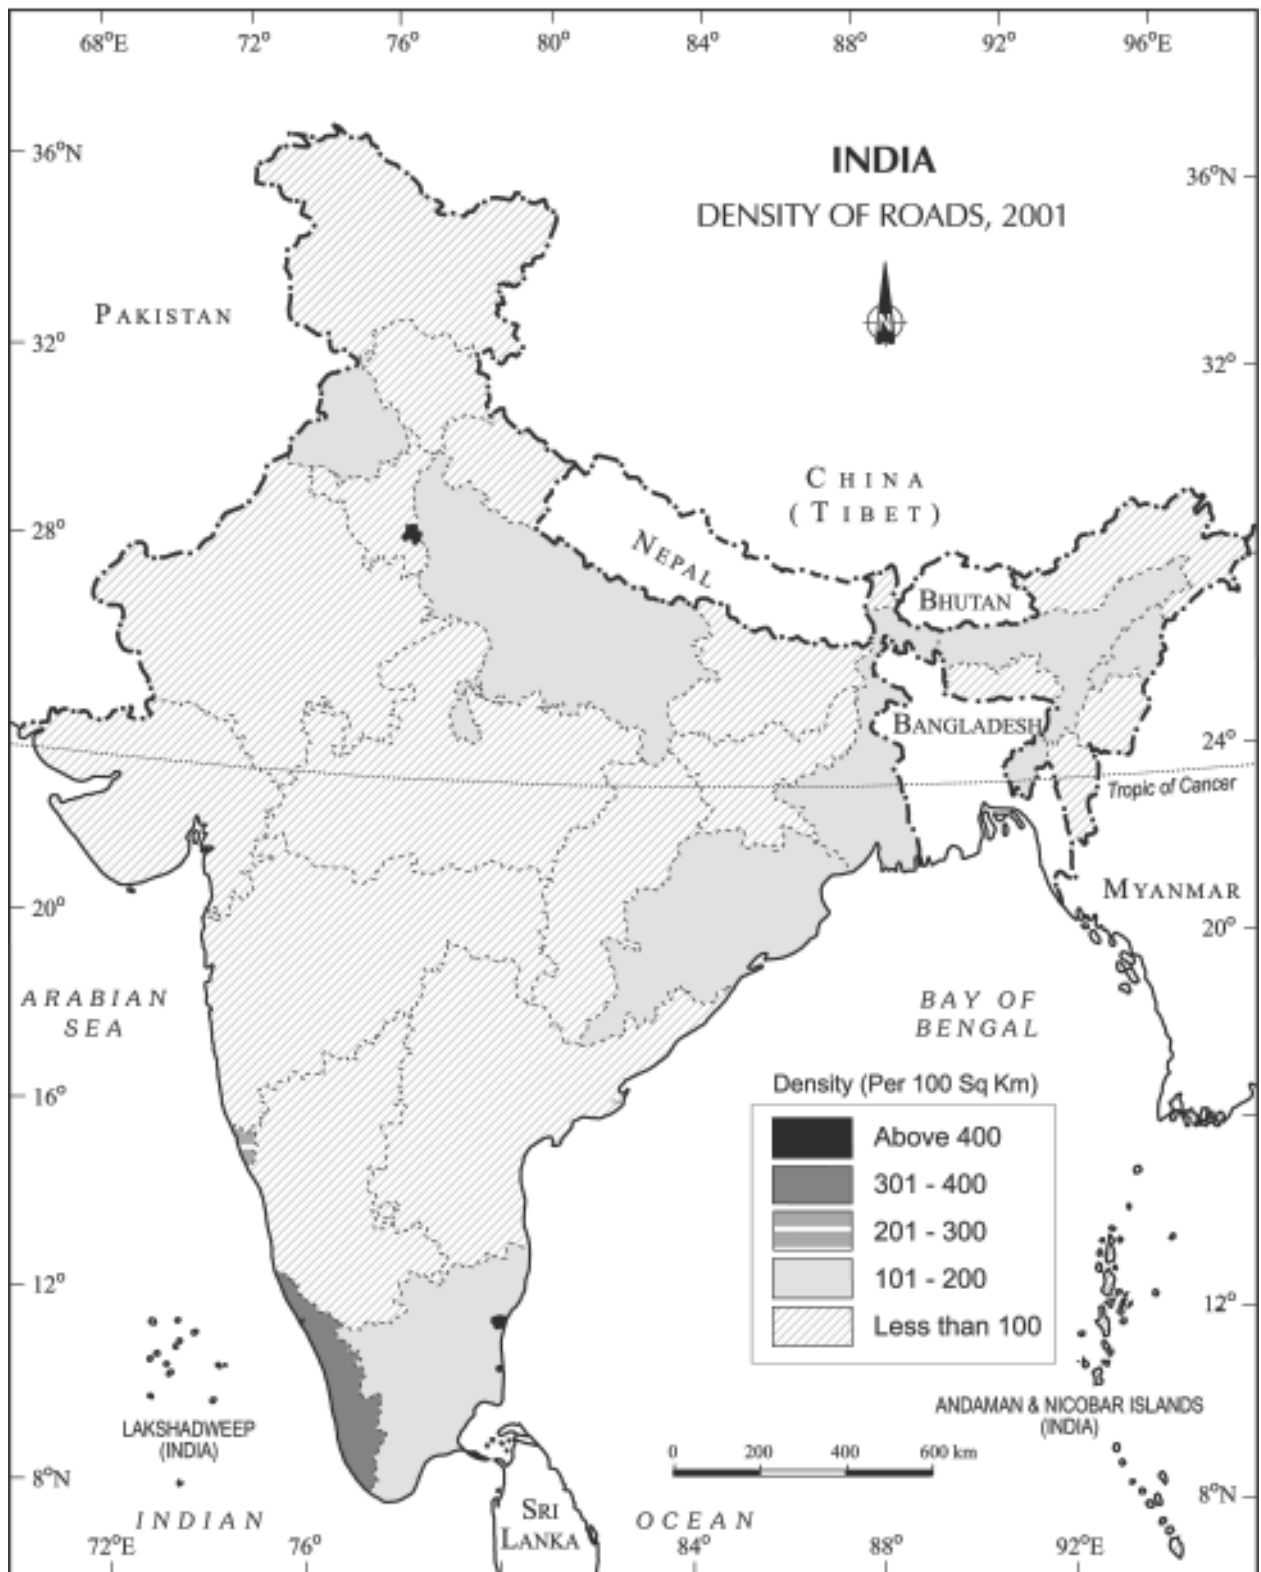 68°E 72° 76° 80° 84° 88° 92° 96°E
36°N
INDIA
36°N
DENSITY OF ROADS, 2001
PAKISTAN
32°
32°
CHINA
(TIBET)
28°
NEPAL
BHUTAN
BANGLADESH
24°
Tropic of Cancer
MYANMAR
20°
20°
ARABIAN
SEA
BAY OF
BENGAL
Density (Per 100 Sq Km)
16°
Above 400
301 - 400
201 - 300
101 - 200
Less than 100
12°
12°
LAKSHADWEEP
(INDIA)
ANDAMAN & NICOBAR ISLANDS
(INDIA)
0 200 400 600 km
8°N
8°N
SRI
LANKA
INDIAN OCEAN
72°E 76° 84° 88° 92°E